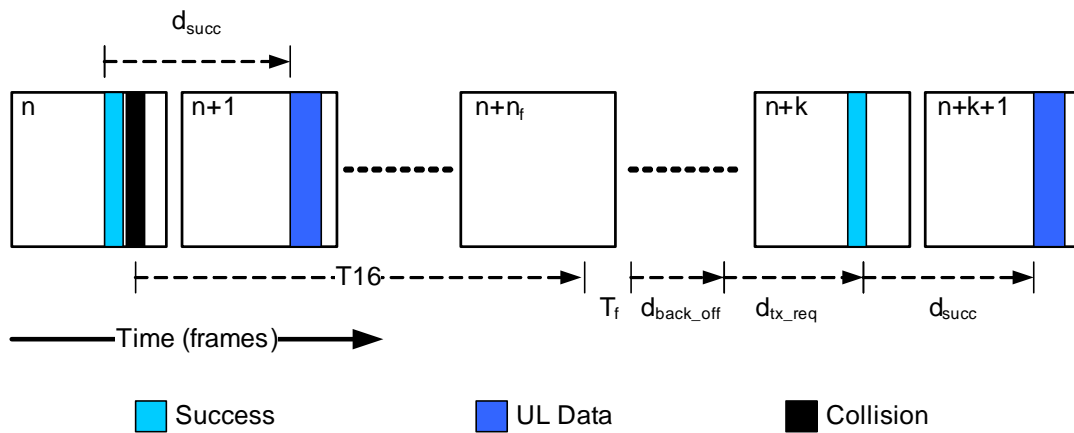 d_succ
n
n+1
n+n_f
n+k
n+k+1
T16
T_f
d_back_off
d_tx_req
d_succ
Time (frames)
Success
UL Data
Collision